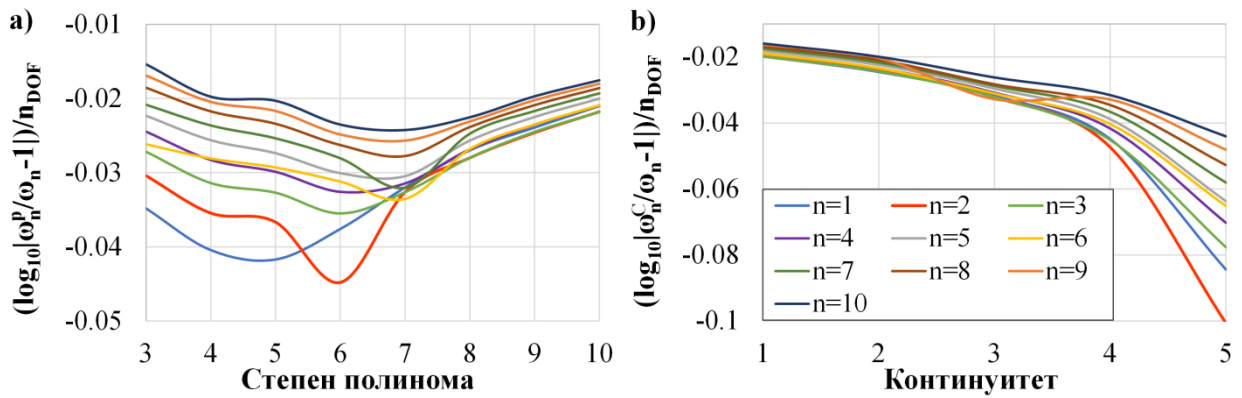 a)
(log₁₀|ωₙᵖ/ωₙ-1|)/n_DOF
-0.01
-0.02
-0.03
-0.04
-0.05
3 4 5 6 7 8 9 10
Степен полинома
b)
(log₁₀|ωₙᶜ/ωₙ-1|)/n_DOF
-0.02
-0.04
-0.06
-0.08
-0.1
n=1 n=2 n=3
n=4 n=5 n=6
n=7 n=8 n=9
n=10
1 2 3 4 5
Континуитет